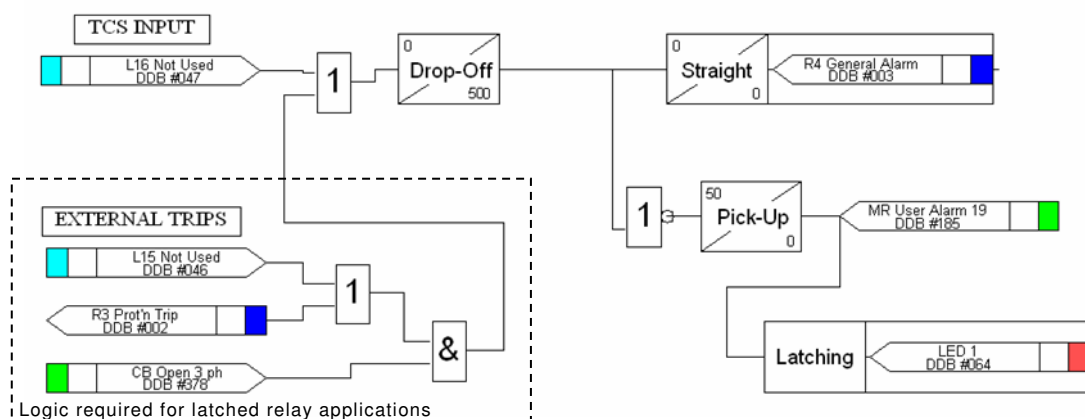 TCS INPUT
L16 Not Used
DDB #047
1
0
Drop-Off
500
0
Straight
0
R4 General Alarm
DDB #003
EXTERNAL TRIPS
L15 Not Used
DDB #046
R3 Prot'n Trip
DDB #002
1
CB Open 3 ph
DDB #378
&
Logic required for latched relay applications
1
50
Pick-Up
0
MR User Alarm 19
DDB #185
Latching
LED 1
DDB #064